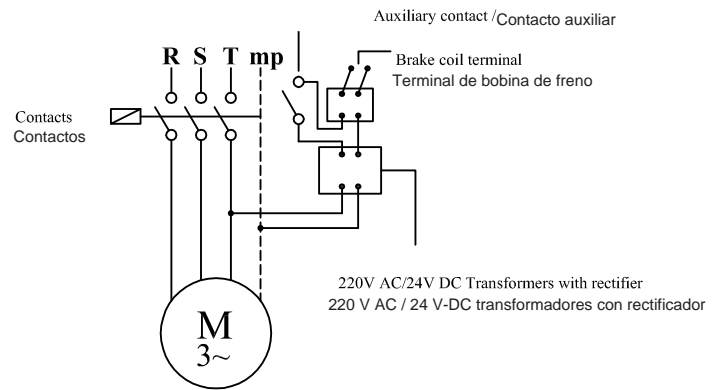 Auxiliary contact /Contacto auxiliar
R S T mp
Brake coil terminal
Terminal de bobina de freno
Contacts
Contactos
220V AC/24V DC Transformers with rectifier
220 V AC / 24 V-DC transformadores con rectificador
M
3~